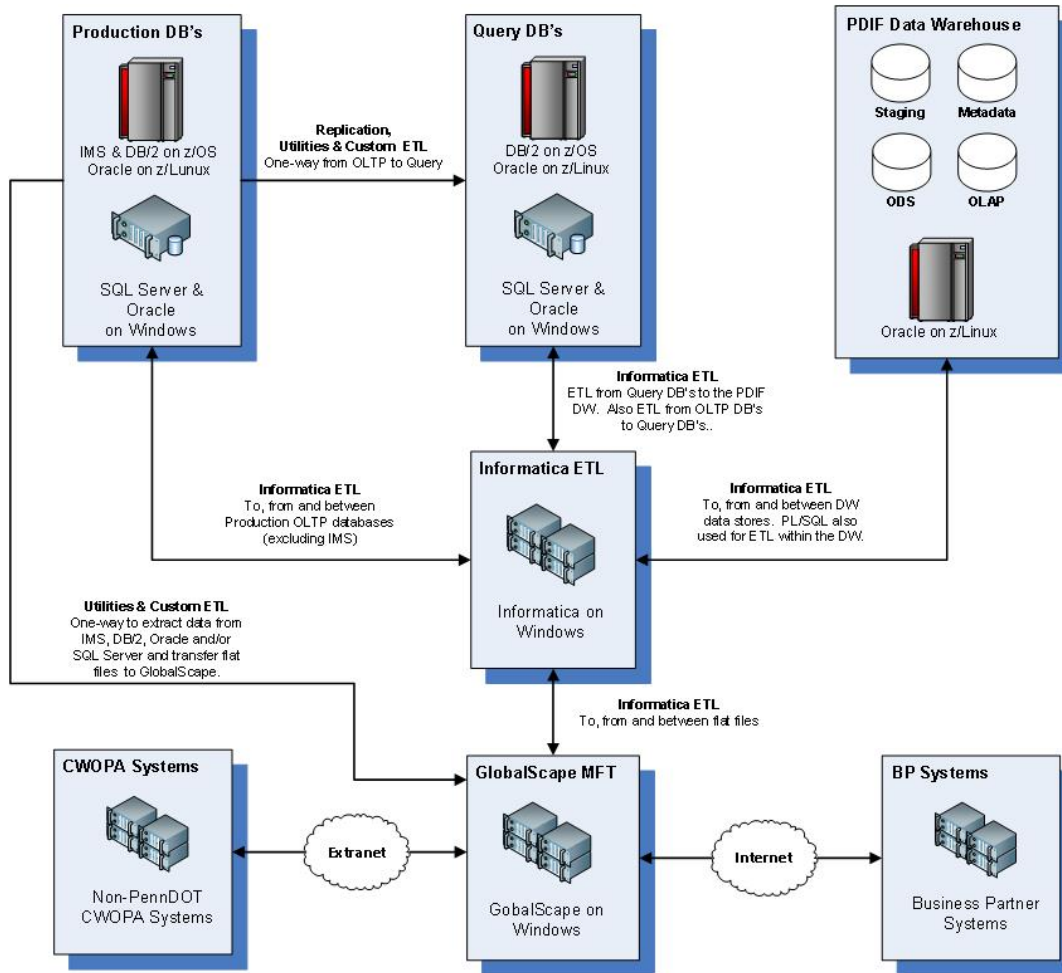 Production DB's
IMS & DB/2 on z/OS
Oracle on z/Lunux
SQL Server &
Oracle
on Windows
Replication,
Utilities & Custom ETL
One-way from OLTP to Query
Query DB's
DB/2 on z/OS
Oracle on z/Linux
SQL Server &
Oracle
on Windows
PDIF Data Warehouse
Staging
Metadata
ODS
OLAP
Oracle on z/Linux
Informatica ETL
ETL from Query DB's to the PDIF
DW. Also ETL from OLTP DB's
to Query DB's..
Informatica ETL
To, from and between
Production OLTP databases
(excluding IMS)
Informatica ETL
Informatica on
Windows
Informatica ETL
To, from and between DW
data stores. PL/SQL also
used for ETL within the DW.
Utilities & Custom ETL
One-way to extract data from
IMS, DB/2, Oracle and/or
SQL Server and transfer flat
files to GlobalScape.
Informatica ETL
To, from and between flat files
CWOPA Systems
Non-PennDOT
CWOPA Systems
Extranet
GlobalScape MFT
GobalScape on
Windows
Internet
BP Systems
Business Partner
Systems